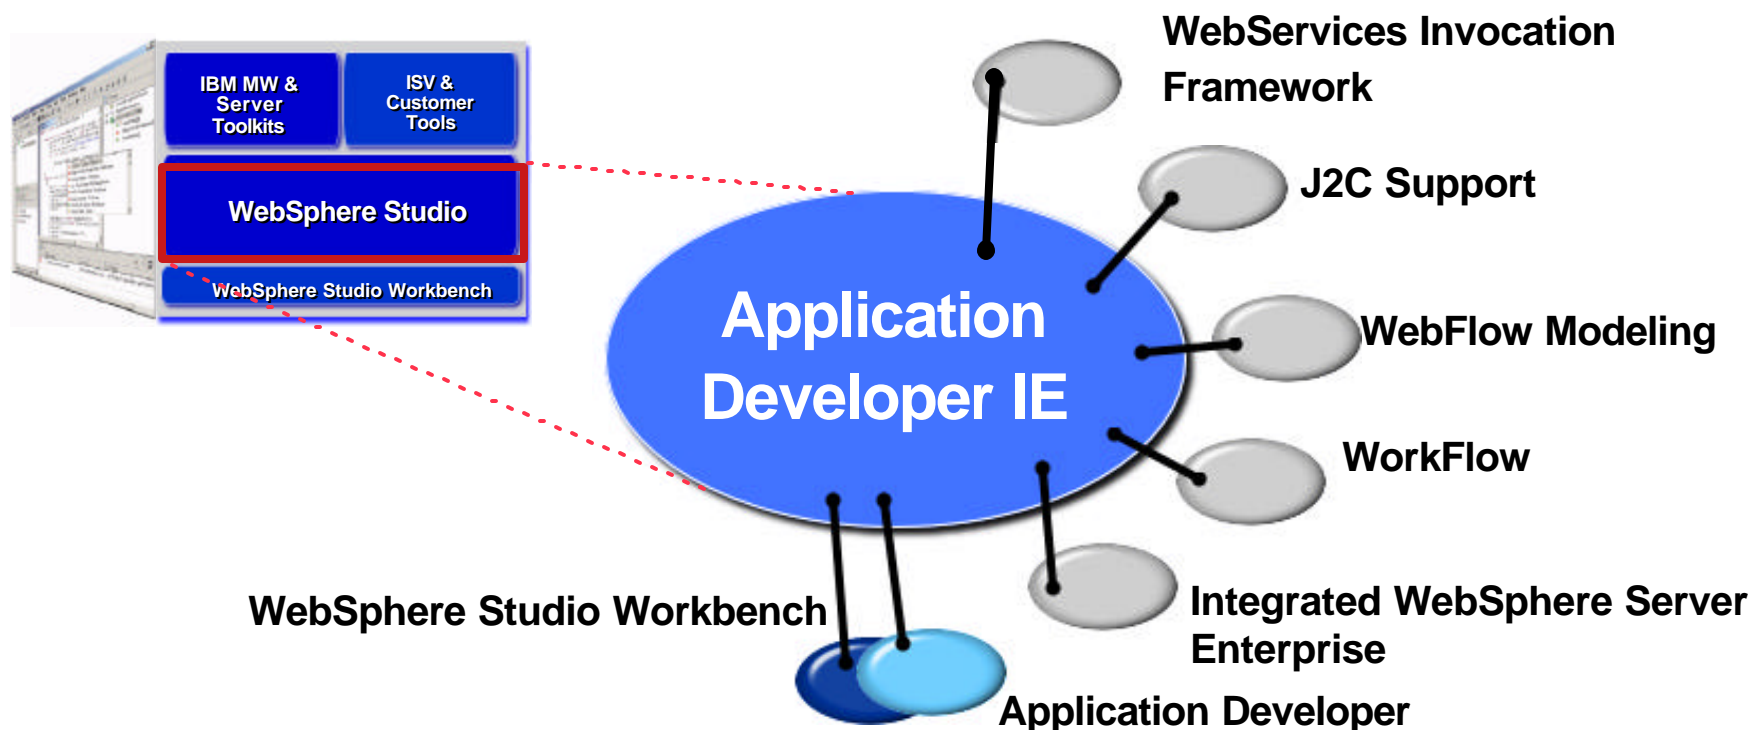 WebServices Invocation
Framework
IBM MW &
Server
Toolkits
ISV &
Customer
Tools
J2C Support
WebSphere Studio
WebSphere Studio Workbench
Application
Developer IE
WebFlow Modeling
WorkFlow
WebSphere Studio Workbench
Integrated WebSphere Server
Enterprise
Application Developer